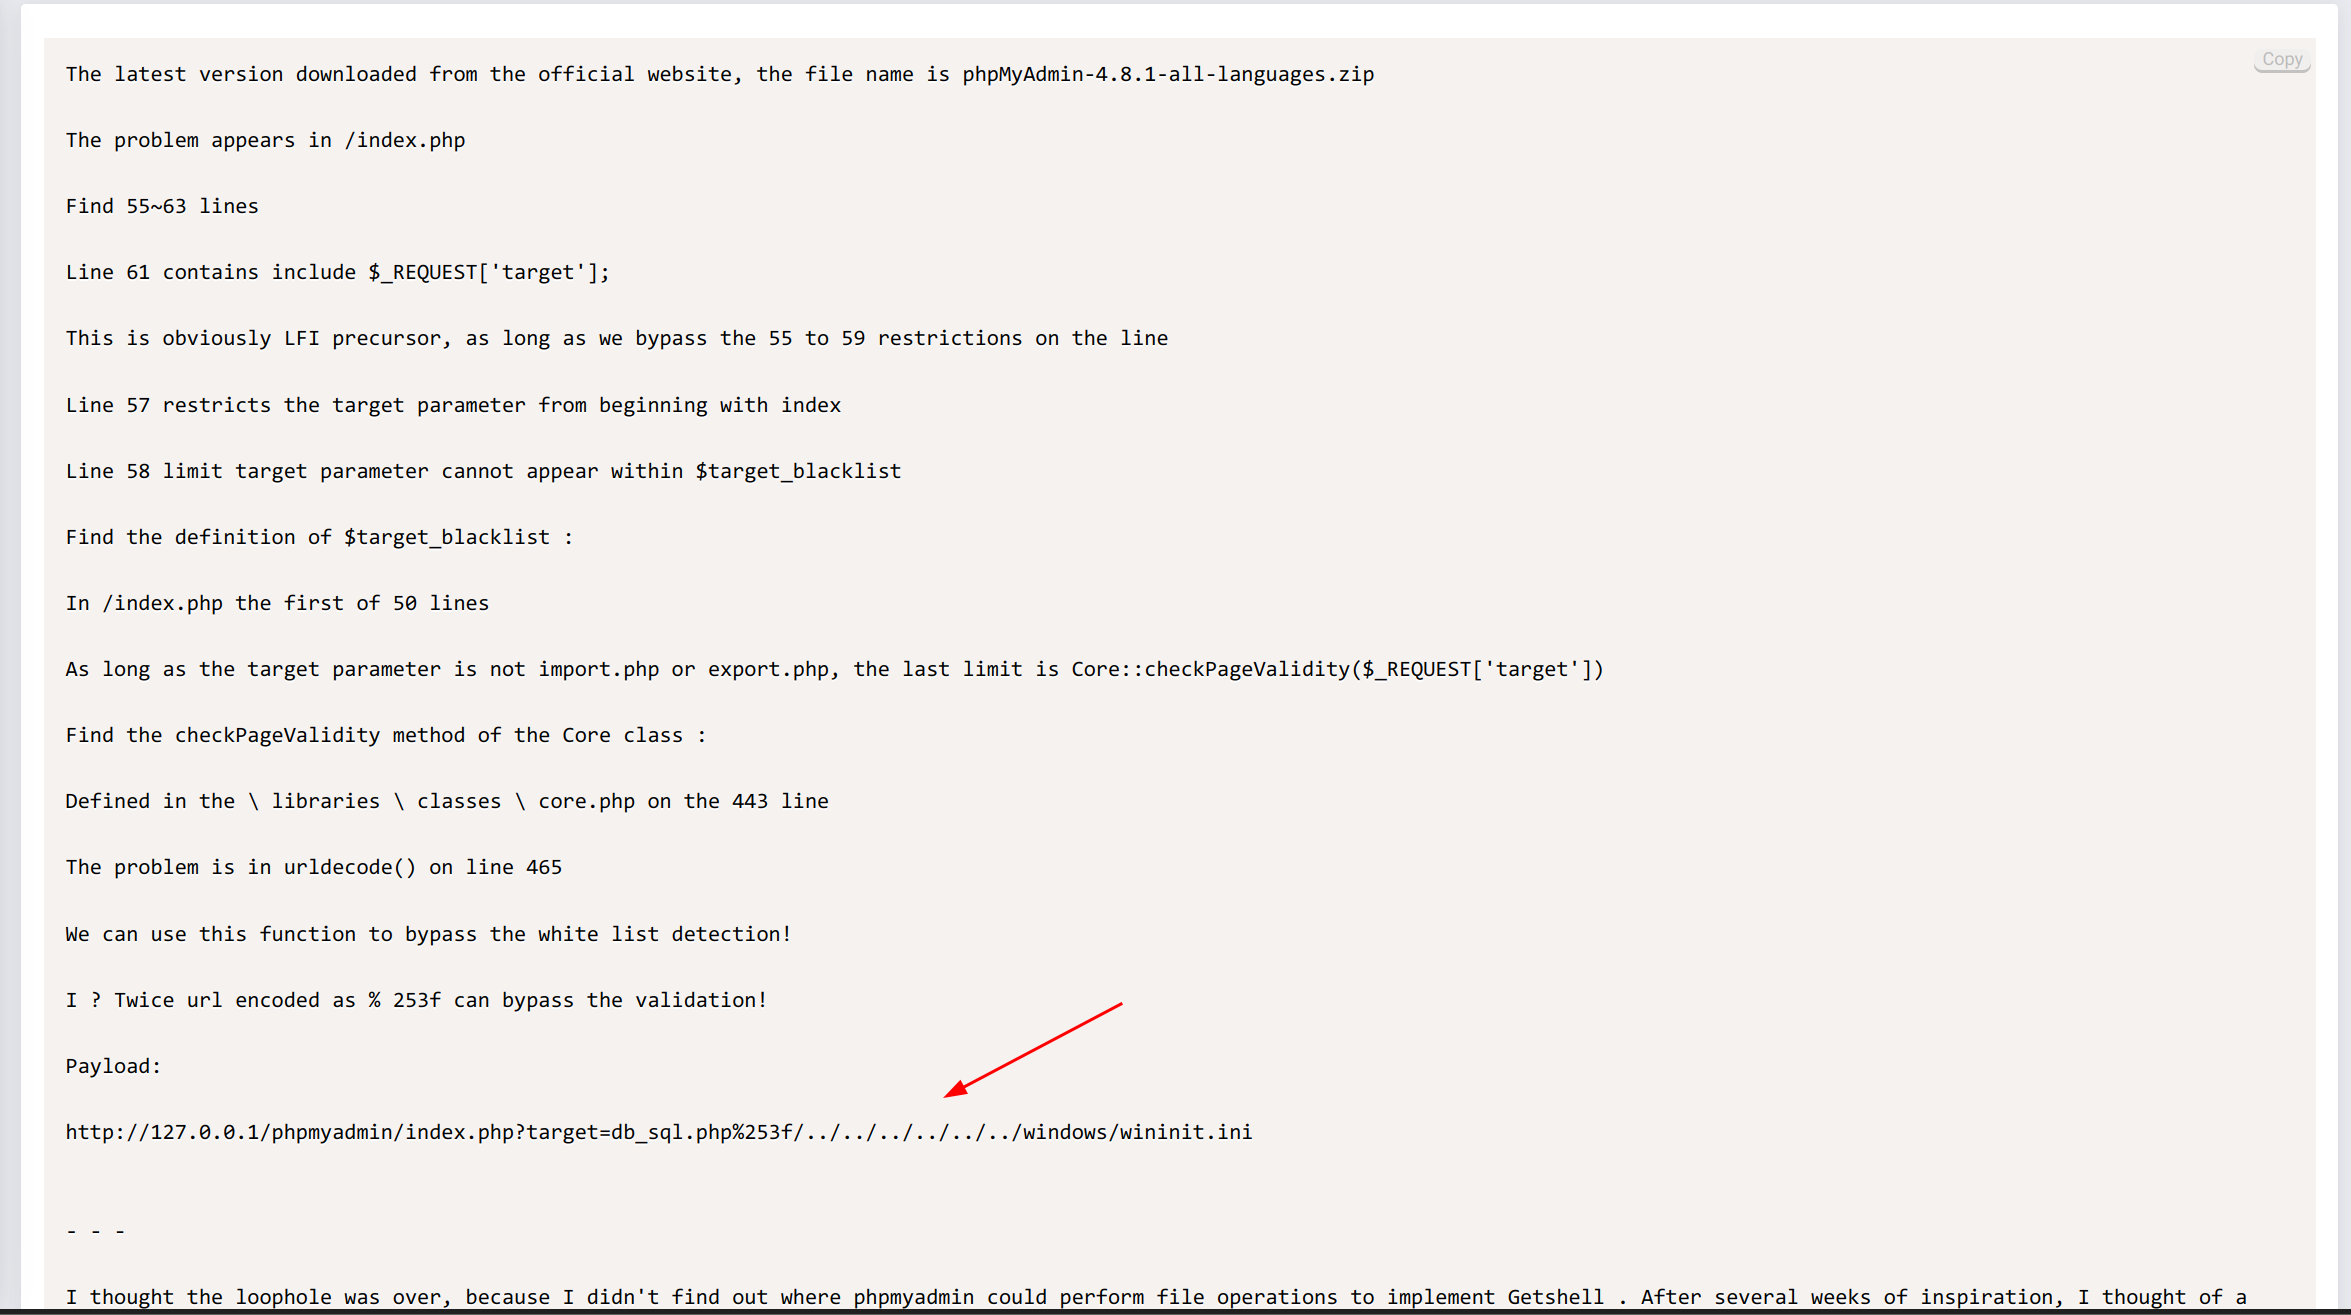 Copy
The latest version downloaded from the official website, the file name is phpMyAdmin-4.8.1-all-languages.zip
The problem appears in /index.php
Find 55~63 lines
Line 61 contains include $_REQUEST['target'];
This is obviously LFI precursor, as long as we bypass the 55 to 59 restrictions on the line
Line 57 restricts the target parameter from beginning with index
Line 58 limit target parameter cannot appear within $target_blacklist
Find the definition of $target_blacklist :
In /index.php the first of 50 lines
As long as the target parameter is not import.php or export.php, the last limit is Core::checkPageValidity($_REQUEST['target'])
Find the checkPageValidity method of the Core class :
Defined in the \ libraries \ classes \ core.php on the 443 line
The problem is in urldecode() on line 465
We can use this function to bypass the white list detection!
I ? Twice url encoded as % 253f can bypass the validation!
Payload:
http://127.0.0.1/phpmyadmin/index.php?target=db_sql.php%253f/../../../../../../windows/wininit.ini
- - -
I thought the loophole was over, because I didn't find out where phpmyadmin could perform file operations to implement Getshell . After several weeks of inspiration, I thought of a